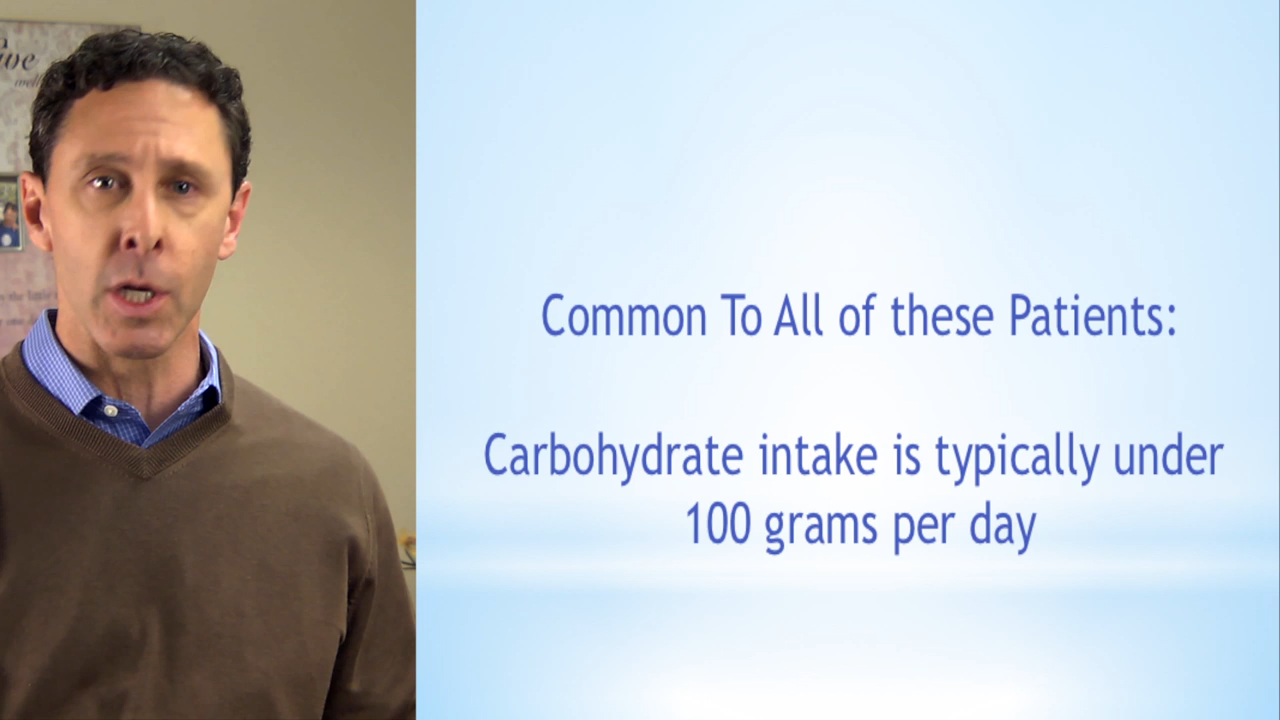 Common To All of these Patients:
Carbohydrate intake is typically under
100 grams per day